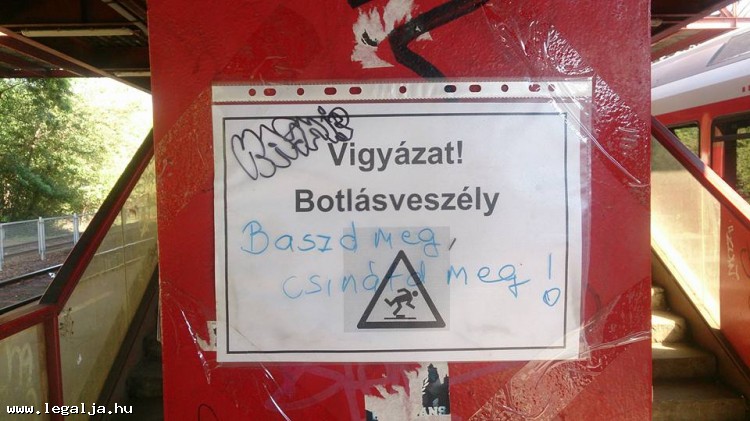 Vigyázat!
Botlásveszély
Baszd meg,
csináld meg!
www.legalja.hu